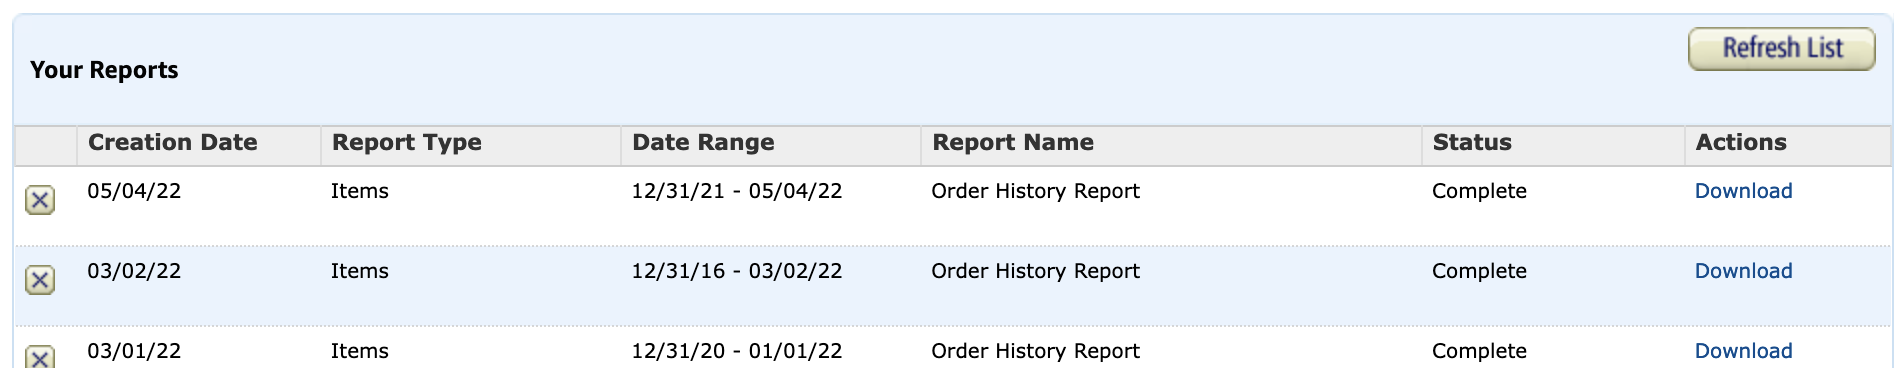 Refresh List
Your Reports
Creation Date Report Type Date Range Report Name Status Actions
05/04/22 Items 12/31/21 - 05/04/22 Order History Report Complete Download
03/02/22 Items 12/31/16 - 03/02/22 Order History Report Complete Download
03/01/22 Items 12/31/20 - 01/01/22 Order History Report Complete Download